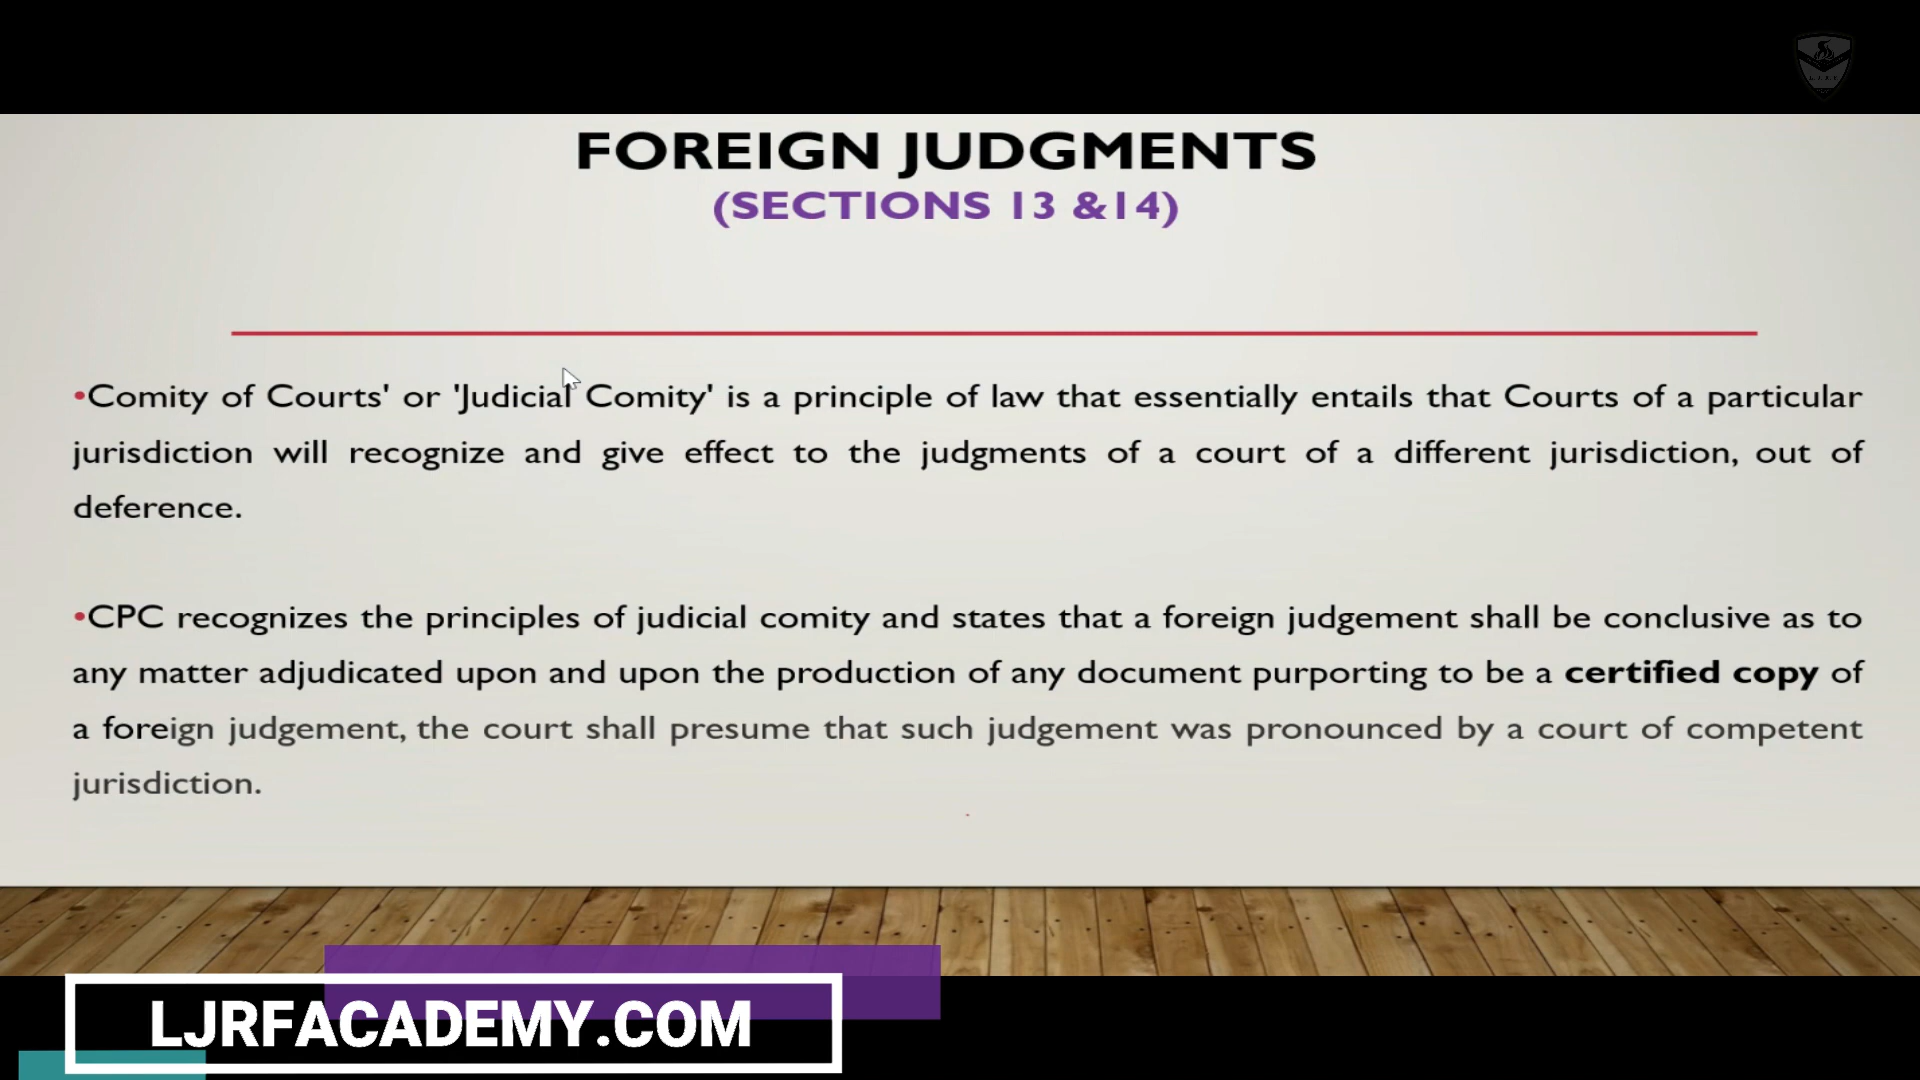 FOREIGN JUDGMENTS
(SECTIONS 13 &14)
•Comity of Courts' or 'Judicial Comity' is a principle of law that essentially entails that Courts of a particular
jurisdiction will recognize and give effect to the judgments of a court of a different jurisdiction, out of
deference.
•CPC recognizes the principles of judicial comity and states that a foreign judgement shall be conclusive as to
any matter adjudicated upon and upon the production of any document purporting to be a certified copy of
a foreign judgement, the court shall presume that such judgement was pronounced by a court of competent
jurisdiction.
LJRFACADEMY.COM